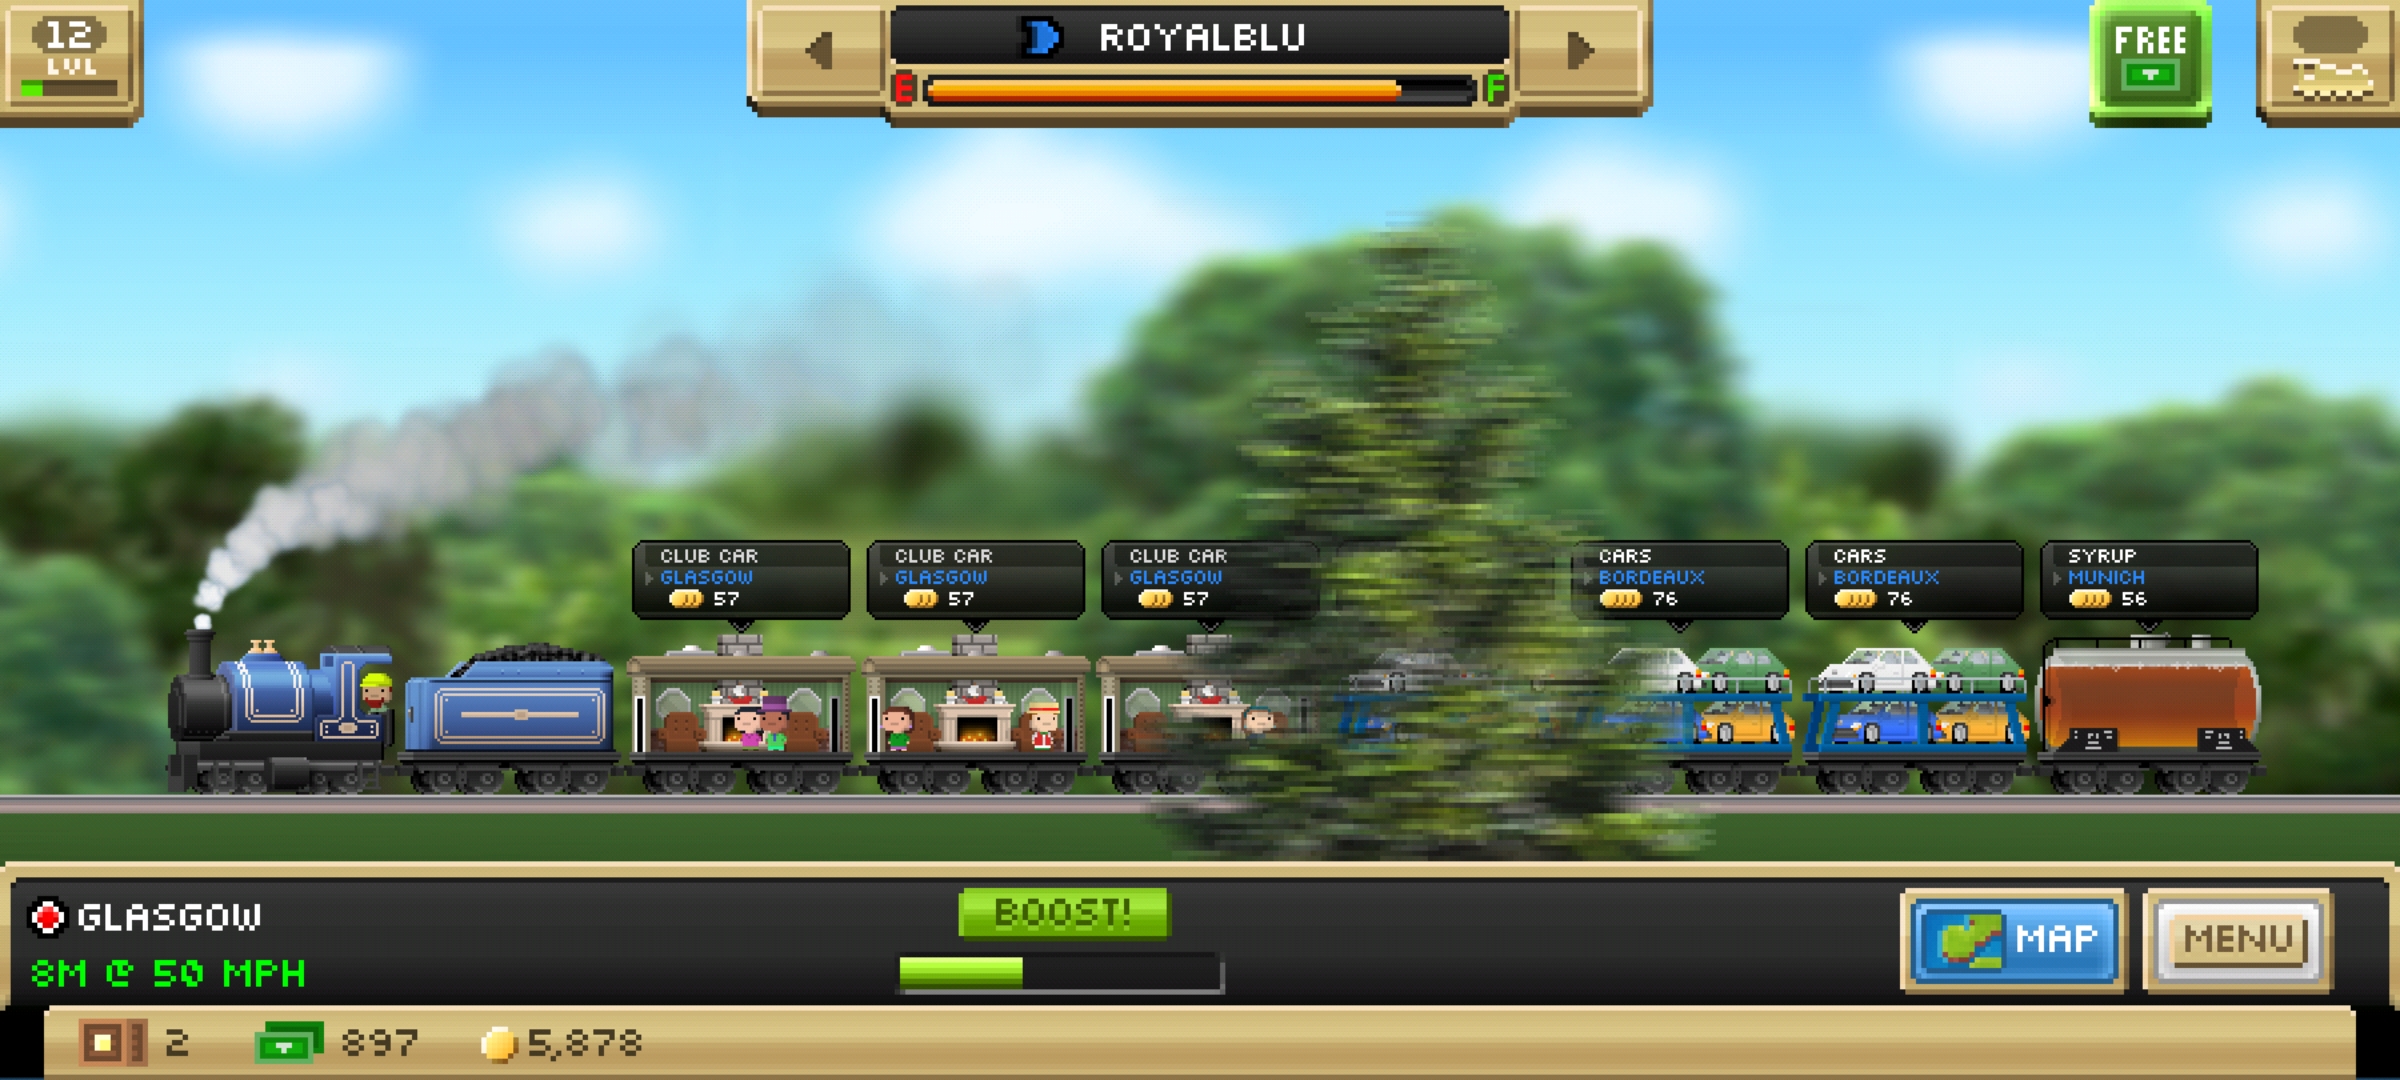 12
LVL
ROYALBLU
E
F
FREE
CLUB CAR
GLASGOW
57
CLUB CAR
GLASGOW
57
CLUB CAR
GLASGOW
57
CARS
BORDEAUX
76
CARS
BORDEAUX
76
SYRUP
MUNICH
56
GLASGOW
8M @ 50 MPH
BOOST!
MAP
MENU
2
897
5,878